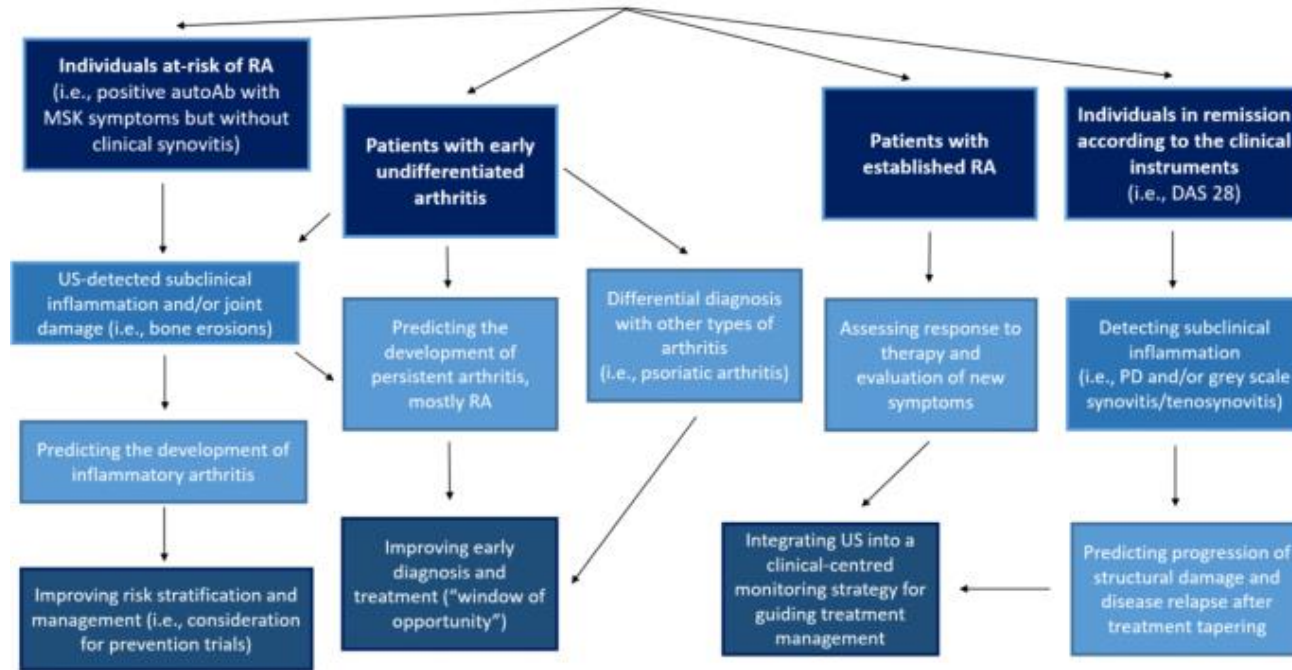 Individuals at-risk of RA
(i.e., positive autoAb with
MSK symptoms but without
clinical synovitis)
Patients with early
undifferentiated
arthritis
Patients with
established RA
Individuals in remission
according to the clinical
instruments
(i.e., DAS 28)
US-detected subclinical
inflammation and/or joint
damage (i.e., bone erosions)
Predicting the
development of
persistent arthritis,
mostly RA
Differential diagnosis
with other types of
arthritis
(i.e., psoriatic arthritis)
Assessing response to
therapy and
evaluation of new
symptoms
Detecting subclinical
inflammation
(i.e., PD and/or grey scale
synovitis/tenosynovitis)
Predicting the development of
inflammatory arthritis
Improving risk stratification and
management (i.e., consideration
for prevention trials)
Improving early
diagnosis and
treatment (“window of
opportunity”)
Integrating US into a
clinical-centred
monitoring strategy for
guiding treatment
management
Predicting progression of
structural damage and
disease relapse after
treatment tapering